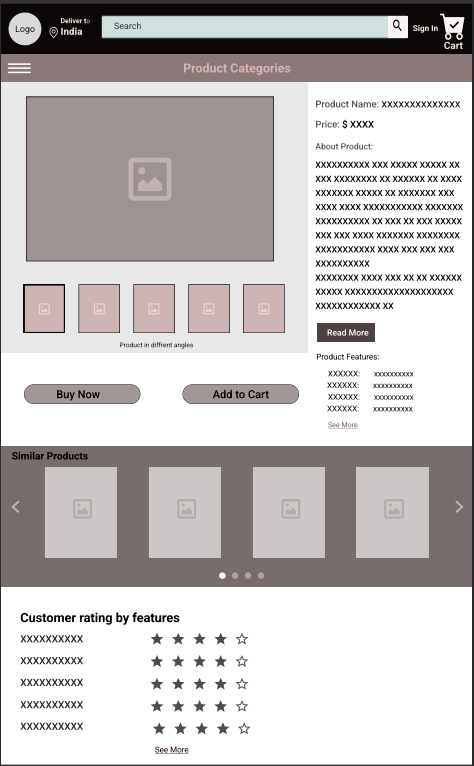 Logo
Deliver to
India
Search
Sign In
Cart
Product Categories
Product Name: XXXXXXXXXXXXXX
Price: $ XXXX
About Product:
XXXXXXXXXX XXX XXXXX XXXXX XX
XXX XXXXXXXX XX XXXXXX XX XXXX
XXXXXXX XXXXX XX XXXXXXX XXX
XXXX XXXX XXXXXXXXXXX XXXXXXX
XXXXXXXXXX XX XXX XX XXX XXXXX
XXX XXX XXXX XXXXXXX XXXXXXXX
XXXXXXXXXXX XXXX XXX XXX XXX
XXXXXXXXXX
XXXXXXXX XXXX XXX XX XX XXXXXX
XXXXX XXXXXXXXXXXXXXXXXXXX
XXXXXXXXXXXX XX
Read More
Product in diffrent angles
Product Features:
XXXXXX: xxxxxxxxxx
XXXXXX: xxxxxxxxxx
XXXXXX: xxxxxxxxxx
XXXXXX: xxxxxxxxxx
See More
Buy Now
Add to Cart
Similar Products
Customer rating by features
XXXXXXXXXX
XXXXXXXXXX
XXXXXXXXXX
XXXXXXXXXX
XXXXXXXXXX
See More